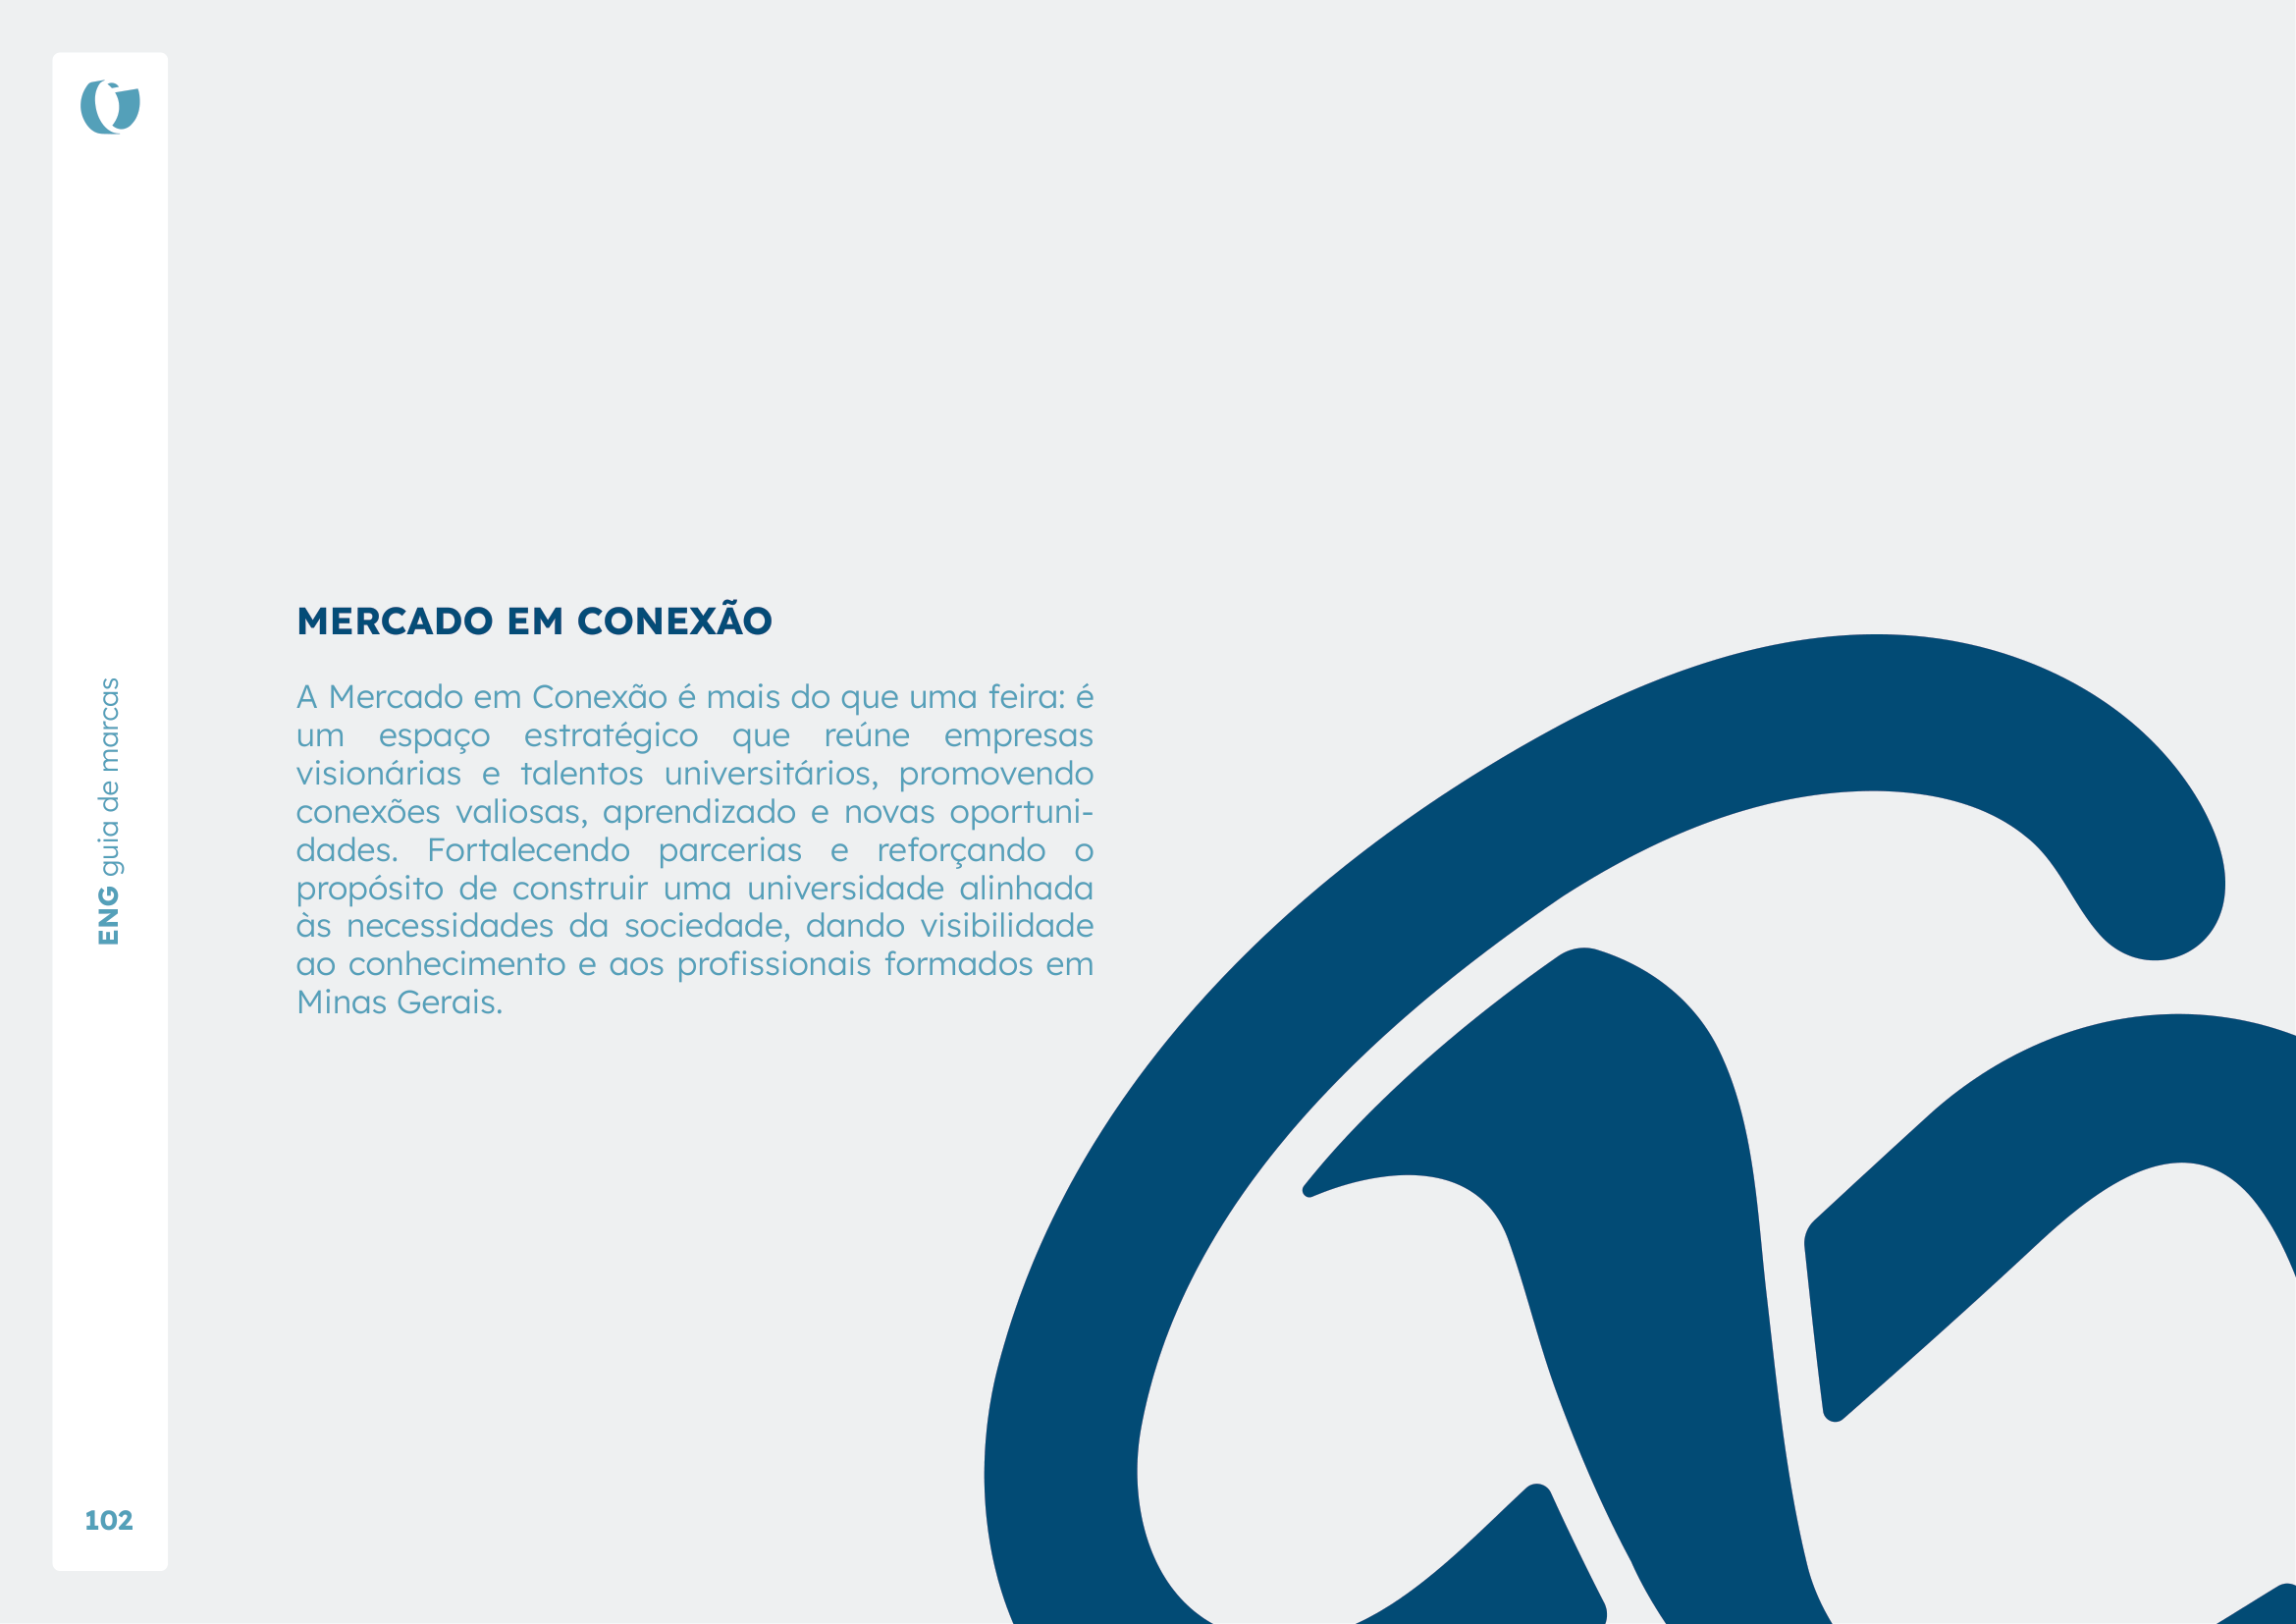 ENG guia de marcas
MERCADO EM CONEXÃO
A Mercado em Conexão é mais do que uma feira: é
um espaço estratégico que reúne empresas
visionárias e talentos universitários, promovendo
conexões valiosas, aprendizado e novas oportuni-
dades. Fortalecendo parcerias e reforçando o
propósito de construir uma universidade alinhada
às necessidades da sociedade, dando visibilidade
ao conhecimento e aos profissionais formados em
Minas Gerais.
102